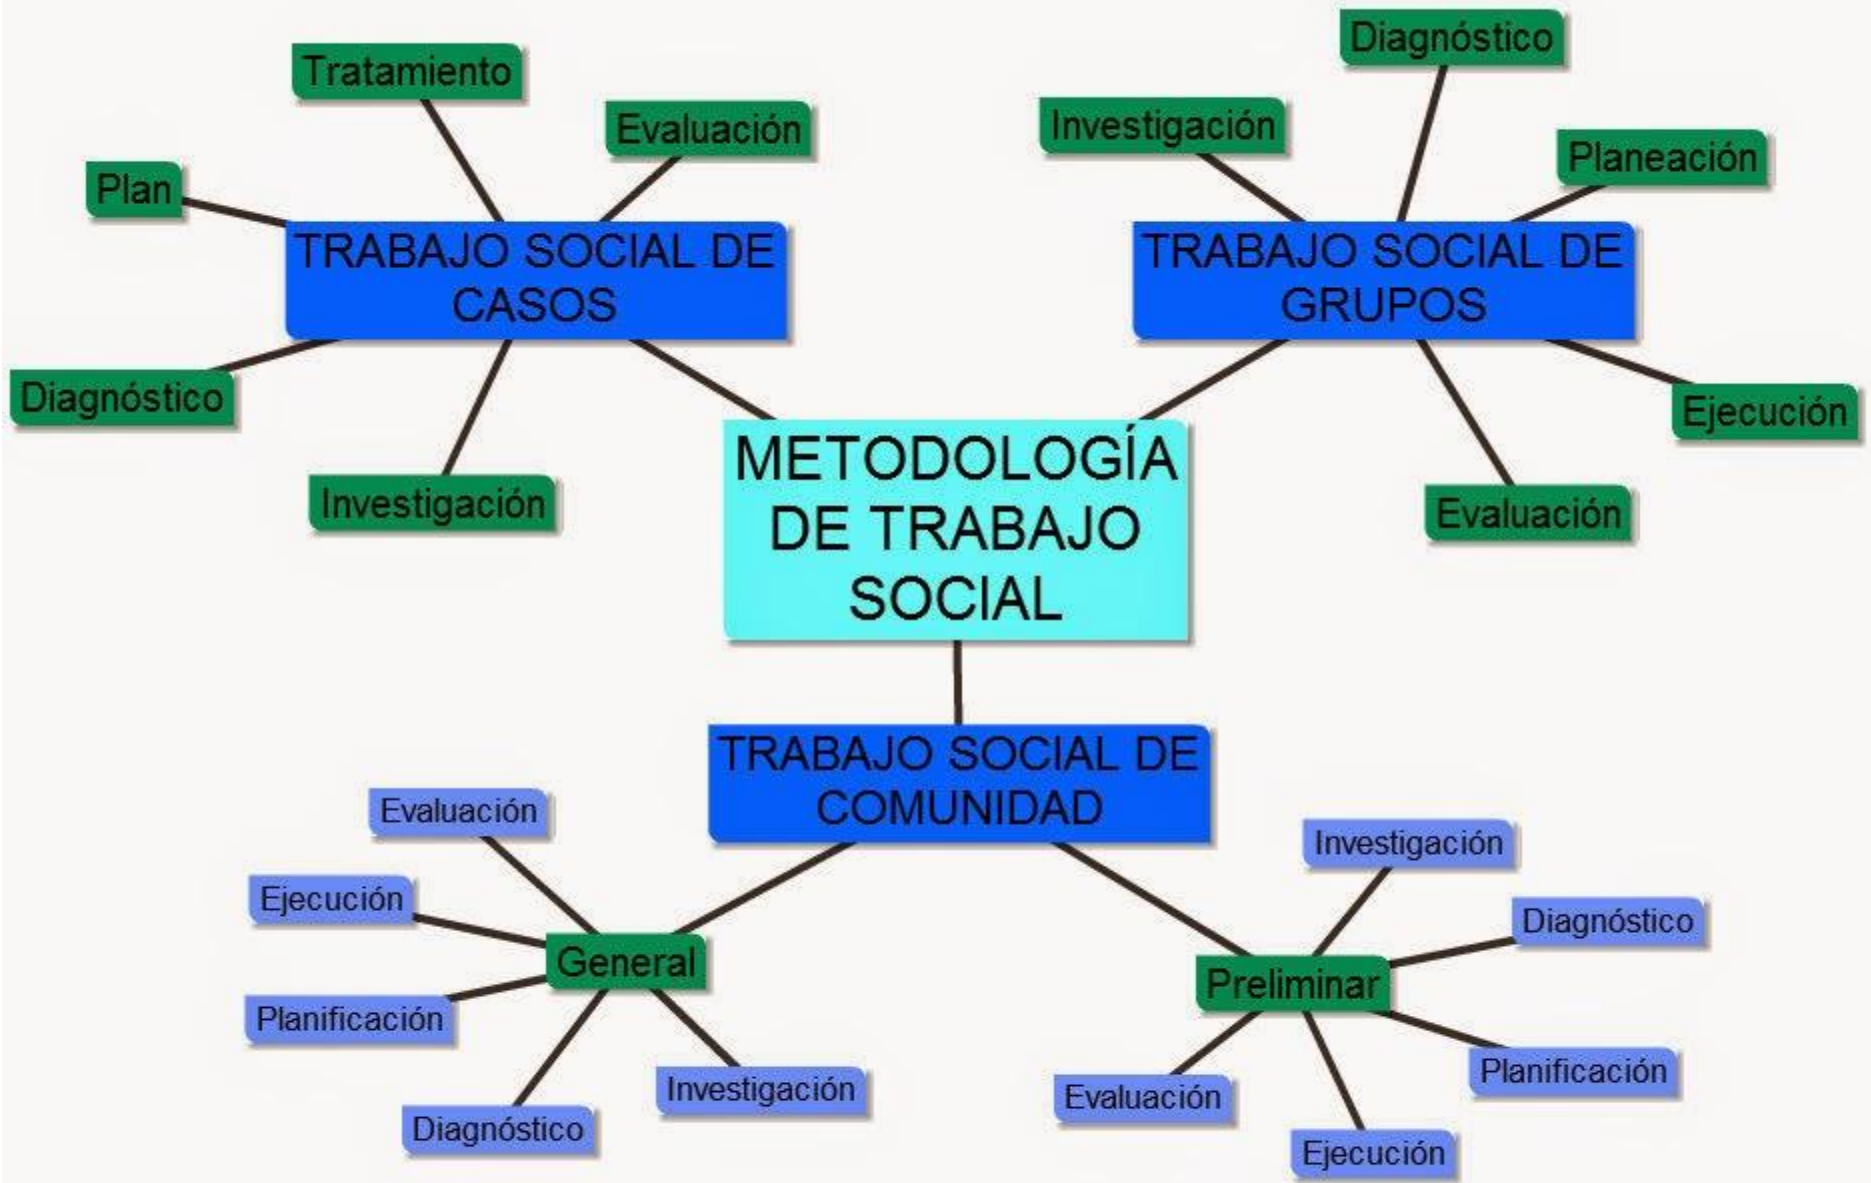 Tratamiento
Evaluación
Plan
TRABAJO SOCIAL DE
CASOS
Diagnóstico
Investigación
Diagnóstico
Investigación
Planeación
TRABAJO SOCIAL DE
GRUPOS
Ejecución
Evaluación
METODOLOGÍA
DE TRABAJO
SOCIAL
TRABAJO SOCIAL DE
COMUNIDAD
Evaluación
Ejecución
General
Planificación
Investigación
Diagnóstico
Investigación
Diagnóstico
Preliminar
Planificación
Evaluación
Ejecución